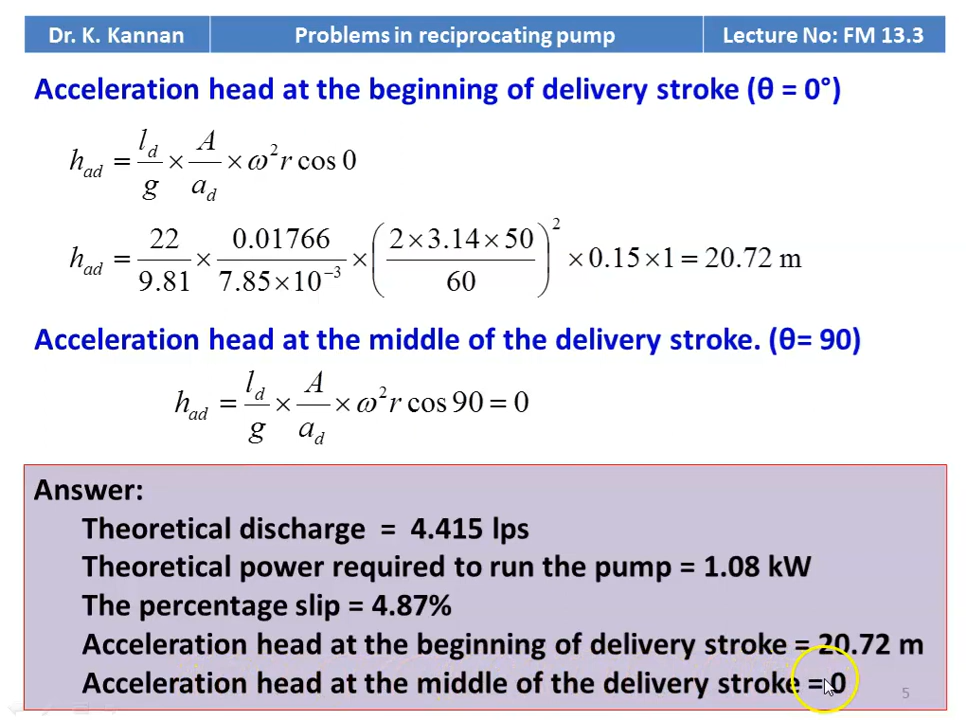 Dr. K. Kannan Problems in reciprocating pump Lecture No: FM 13.3
Acceleration head at the beginning of delivery stroke (θ = 0°)
h_ad = l_d/g × A/a_d × ω² r cos 0
h_ad = 22/9.81 × 0.01766/7.85×10⁻³ × (2×3.14×50/60)² × 0.15×1 = 20.72 m
Acceleration head at the middle of the delivery stroke. (θ= 90)
h_ad = l_d/g × A/a_d × ω² r cos 90 = 0
Answer:
Theoretical discharge = 4.415 lps
Theoretical power required to run the pump = 1.08 kW
The percentage slip = 4.87%
Acceleration head at the beginning of delivery stroke = 20.72 m
Acceleration head at the middle of the delivery stroke = 0
5